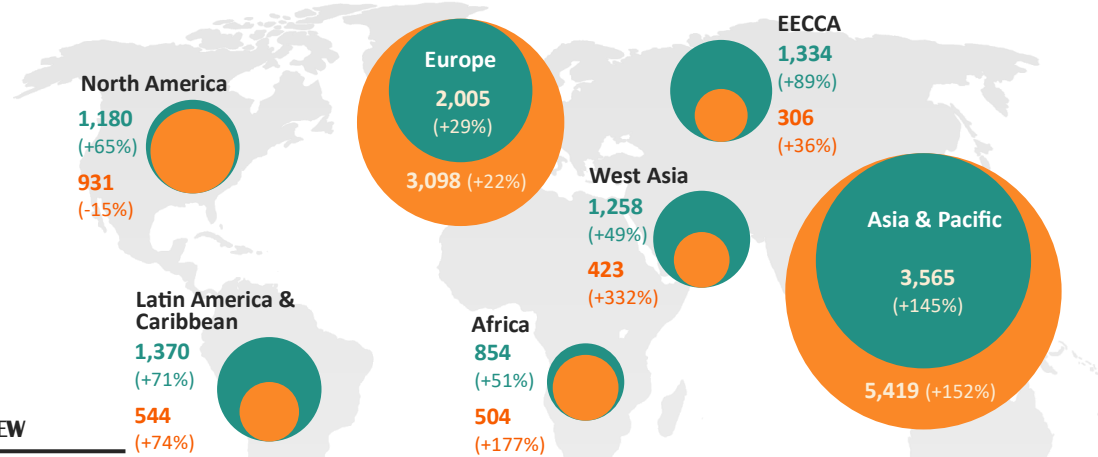 North America
1,180
(+65%)
931
(-15%)
Europe
2,005
(+29%)
3,098 (+22%)
EECCA
1,334
(+89%)
306
(+36%)
West Asia
1,258
(+49%)
423
(+332%)
Asia & Pacific
3,565
(+145%)
5,419 (+152%)
Latin America &
Caribbean
1,370
(+71%)
544
(+74%)
Africa
854
(+51%)
504
(+177%)
EW